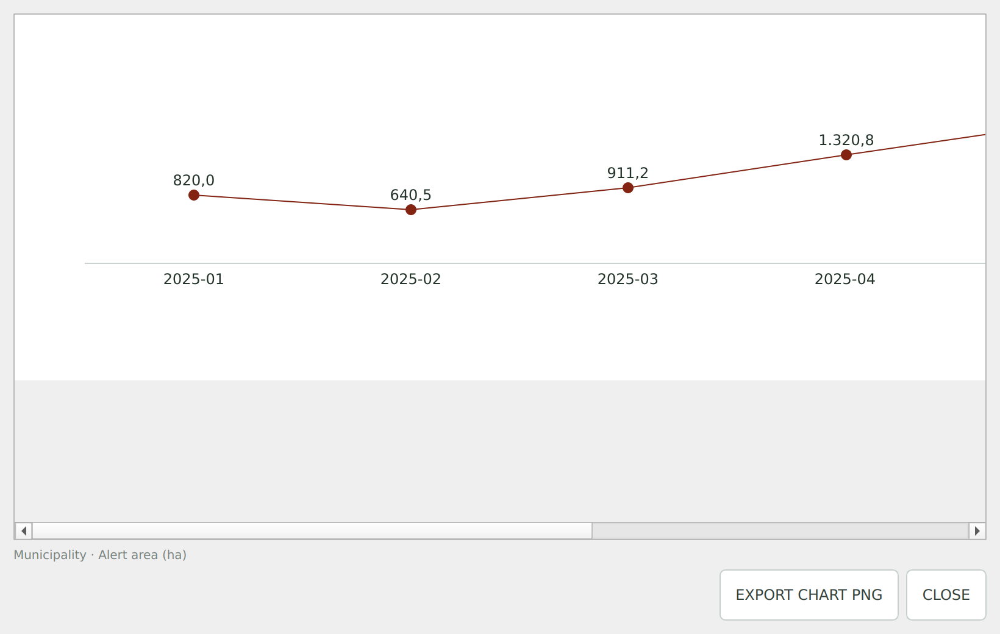 1.320,8
911,2
820,0
640,5
2025-01 2025-02 2025-03 2025-04
Municipality · Alert area (ha)
EXPORT CHART PNG CLOSE